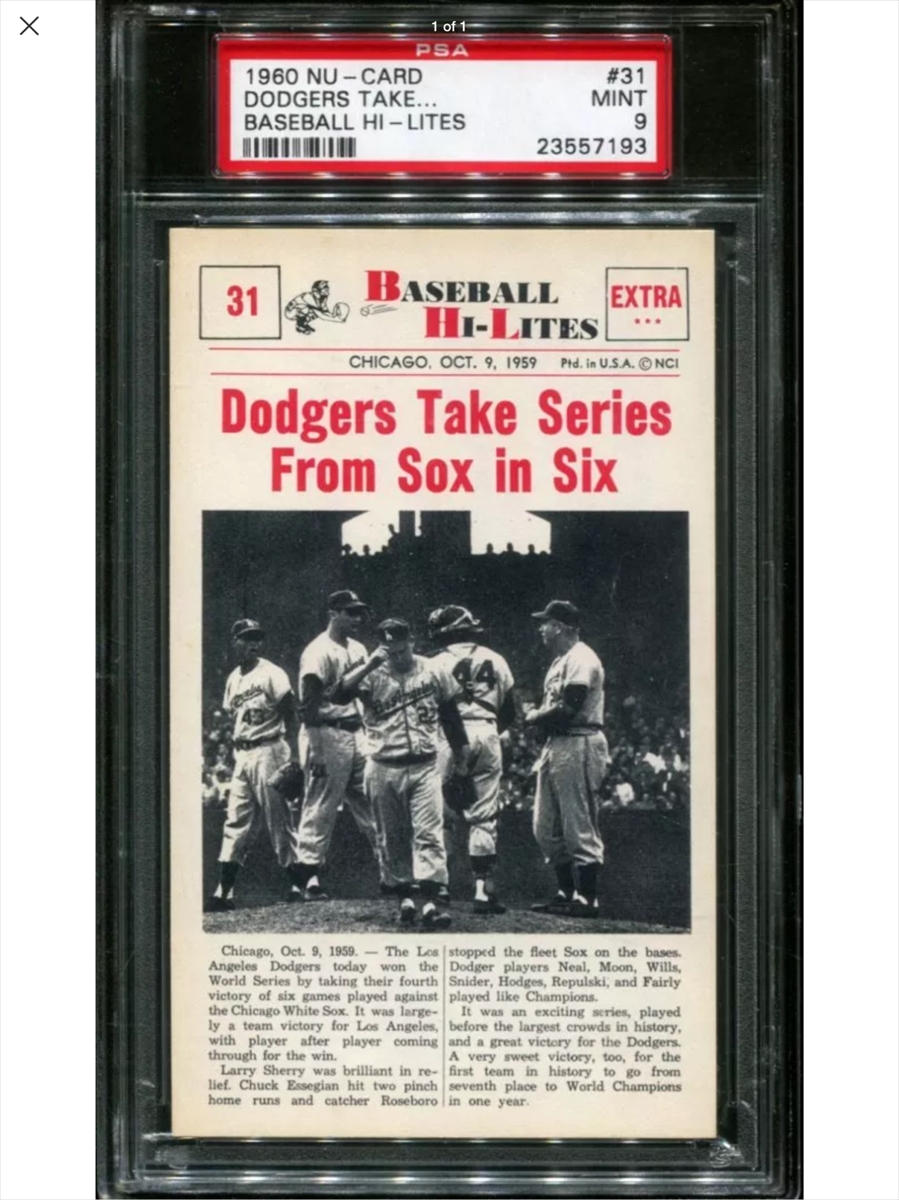 1 of 1
PSA
1960 NU-CARD #31
DODGERS TAKE... MINT
BASEBALL HI-LITES 9
23557193
31
BASEBALL
HI-LITES
EXTRA
CHICAGO, OCT. 9, 1959 Ptd. in U.S.A. © NCI
Dodgers Take Series
From Sox in Six
43
44
Chicago, Oct. 9, 1959. — The Los
Angeles Dodgers today won the
World Series by taking their fourth
victory of six games played against
the Chicago White Sox. It was large-
ly a team victory for Los Angeles,
with player after player coming
through for the win.
Larry Sherry was brilliant in re-
lief. Chuck Essegian hit two pinch
home runs and catcher Roseboro
stopped the fleet Sox on the bases.
Dodger players Neal, Moon, Wills,
Snider, Hodges, Repulski, and Fairly
played like Champions.
It was an exciting series, played
before the largest crowds in history,
and a great victory for the Dodgers.
A very sweet victory, too, for the
first team in history to go from
seventh place to World Champions
in one year.